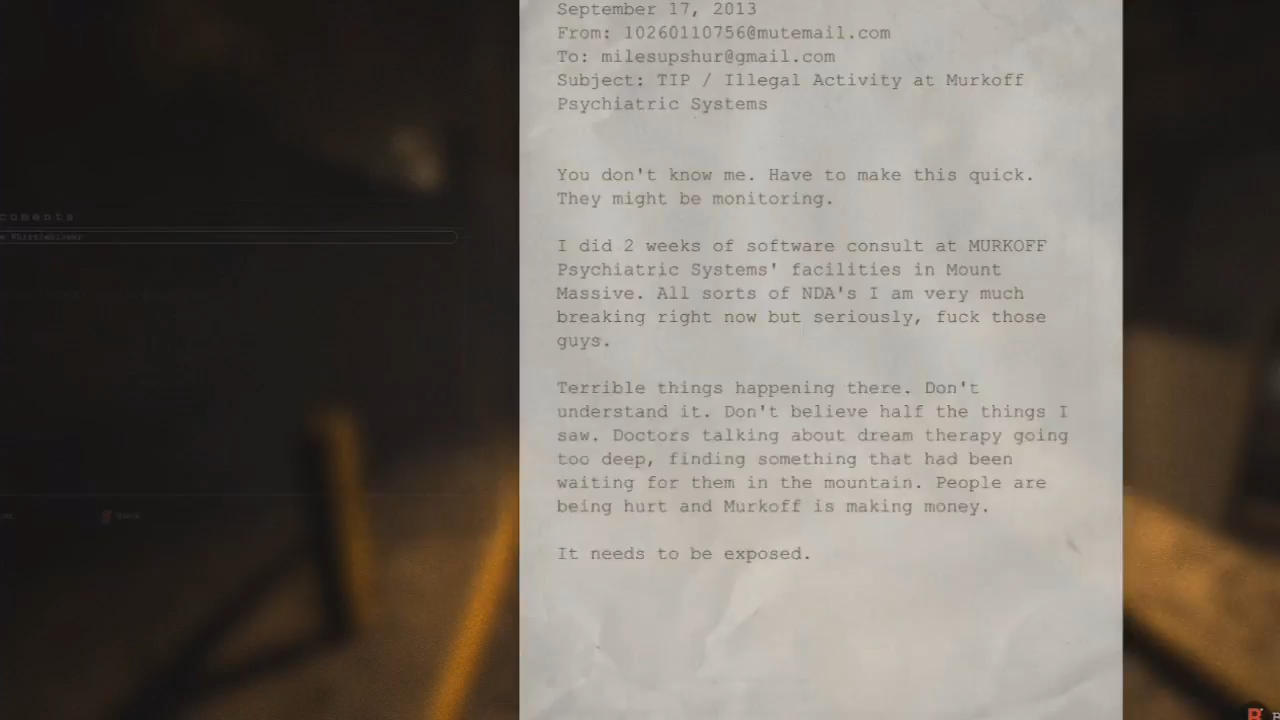 September 17, 2013
From: 10260110756@mutemail.com
To: milesupshur@gmail.com
Subject: TIP / Illegal Activity at Murkoff
Psychiatric Systems
You don't know me. Have to make this quick.
They might be monitoring.
I did 2 weeks of software consult at MURKOFF
Psychiatric Systems' facilities in Mount
Massive. All sorts of NDA's I am very much
breaking right now but seriously, fuck those
guys.
Terrible things happening there. Don't
understand it. Don't believe half the things I
saw. Doctors talking about dream therapy going
too deep, finding something that had been
waiting for them in the mountain. People are
being hurt and Murkoff is making money.
It needs to be exposed.